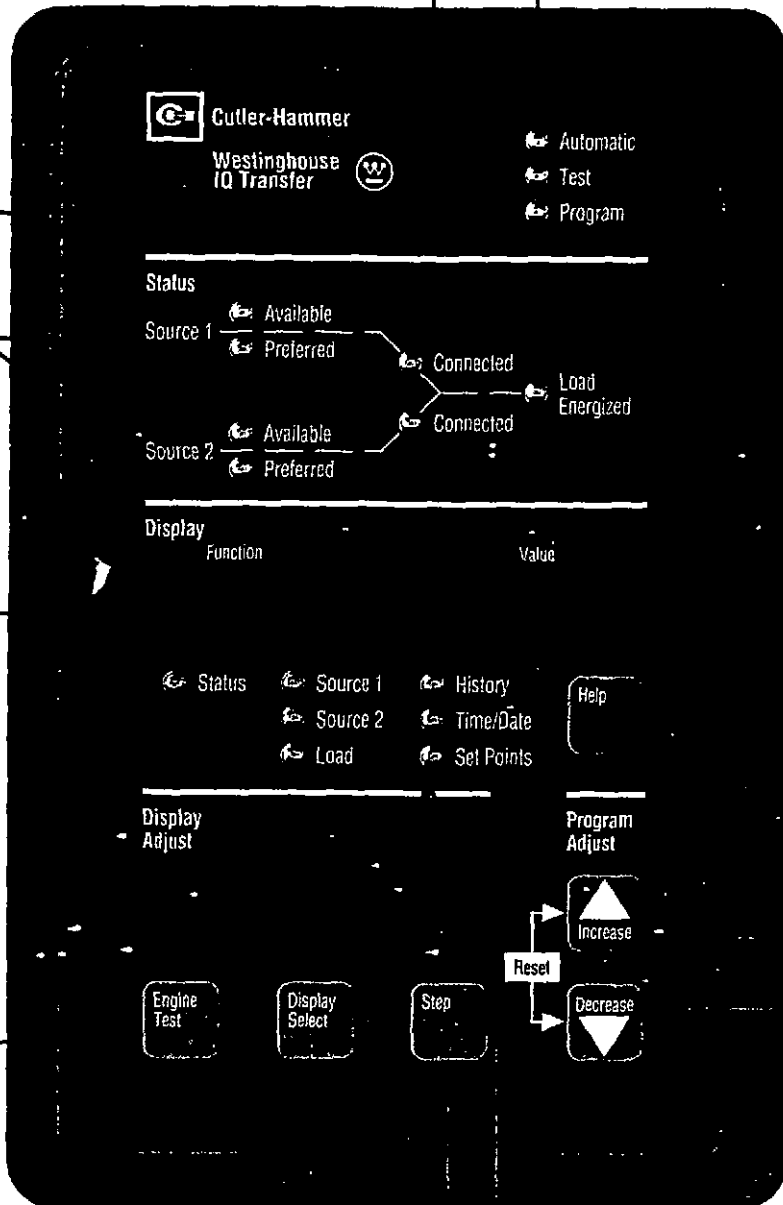 Cutler-Hammer
Westinghouse
IQ Transfer
Automatic
Test
Program
Status
Available
Source 1
Preferred
Connected
Load
Energized
Connected
Available
Source 2
Preferred
Display
Function Value
Status Source 1 History
Source 2 Time/Date
Load Set Points
Help
Display
Adjust
Program
Adjust
Increase
Reset
Engine
Test
Display
Select
Step
Decrease